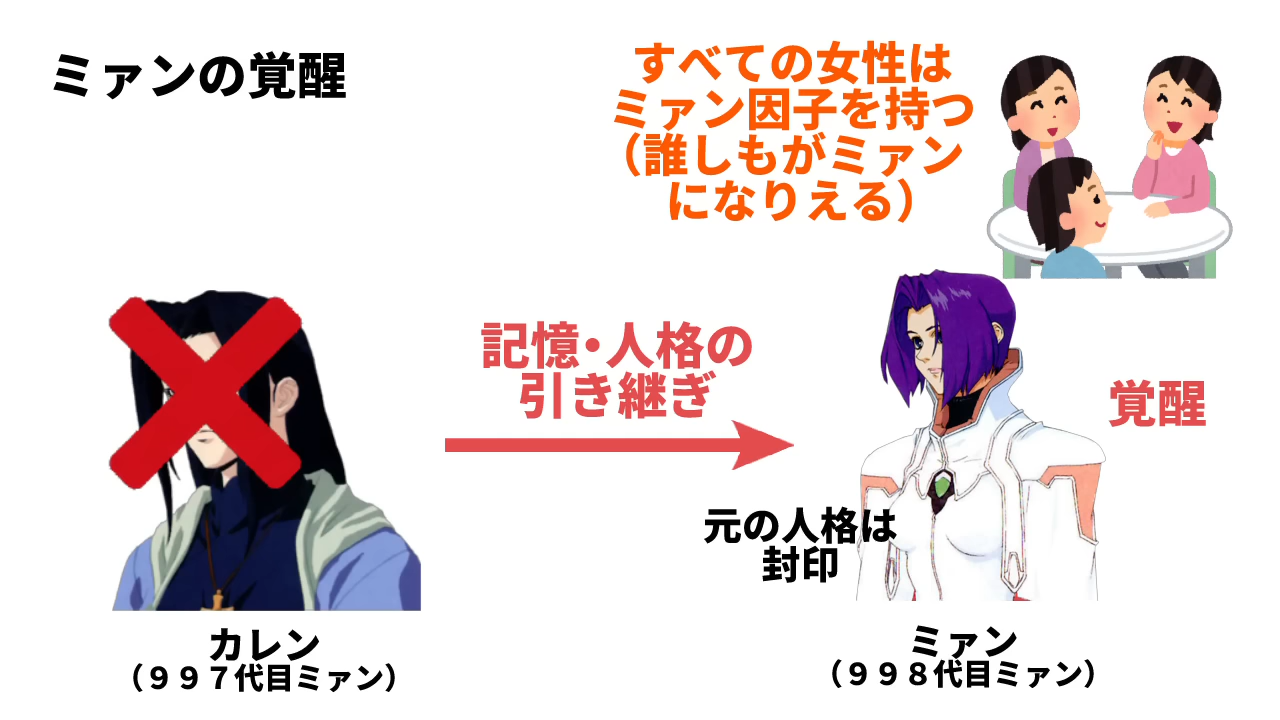 ミァンの覚醒
すべての女性は
ミァン因子を持つ
（誰しもがミァン
になりえる）
記憶・人格の
引き継ぎ
覚醒
元の人格は
封印
カレン
（９９７代目ミァン）
ミァン
（９９８代目ミァン）